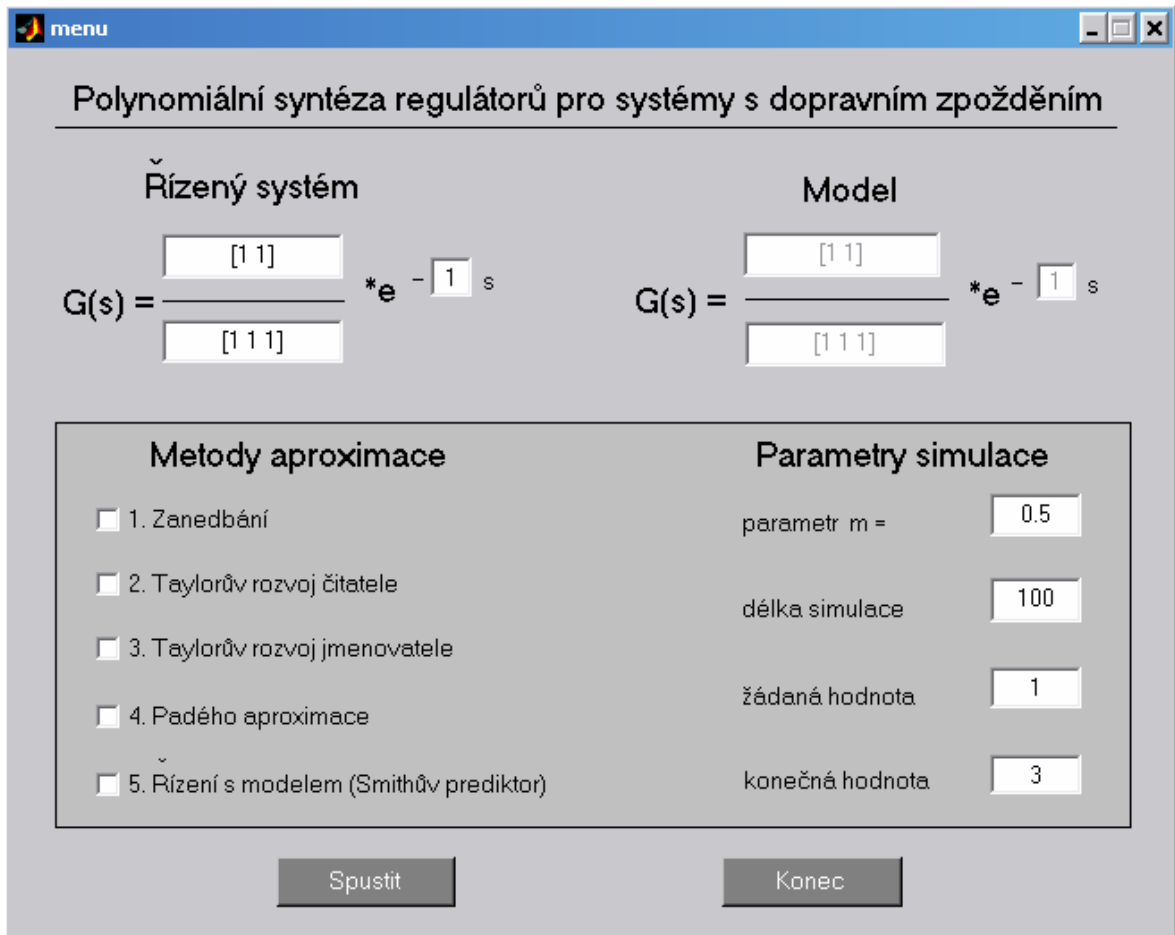 menu
Polynomiální syntéza regulátorů pro systémy s dopravním zpožděním
Řízený systém
Model
G(s) =
[1 1]
[1 1 1]
*e
- 1 s
G(s) =
[1 1]
[1 1 1]
*e
- 1 s
Metody aproximace
1. Zanedbání
2. Taylorův rozvoj čitatele
3. Taylorův rozvoj jmenovatele
4. Padého aproximace
5. Řízení s modelem (Smithův prediktor)
Parametry simulace
parametr m = 0.5
délka simulace 100
žádaná hodnota 1
konečná hodnota 3
Spustit
Konec